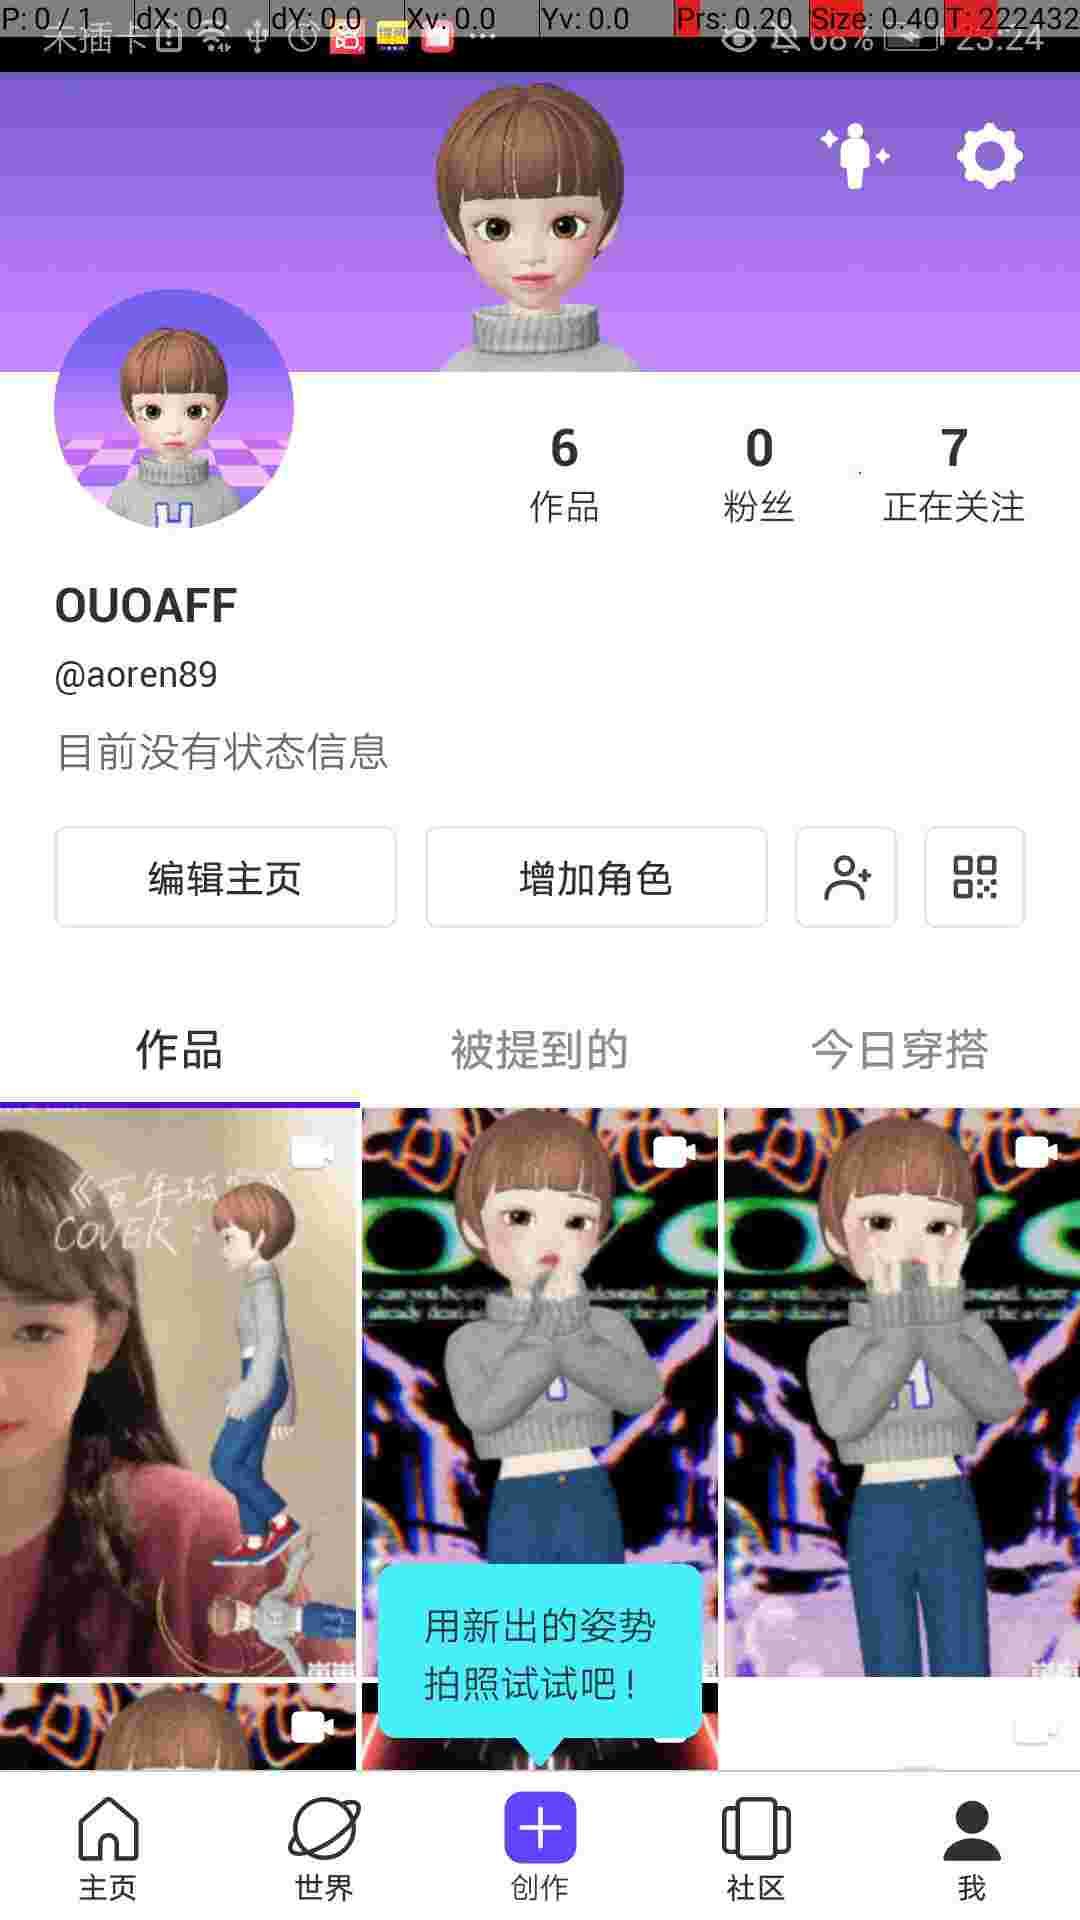 P: 0 / 1 dX: 0.0 dY: 0.0 Xv: 0.0 Yv: 0.0 Prs: 0.20 Size: 0.40 T: 222432
未插卡 68% 23:24
6 0 7
作品 粉丝 正在关注
OUOAFF
@aoren89
目前没有状态信息
编辑主页 增加角色
作品 被提到的 今日穿搭
COVER :
用新出的姿势
拍照试试吧!
主页 世界 创作 社区 我